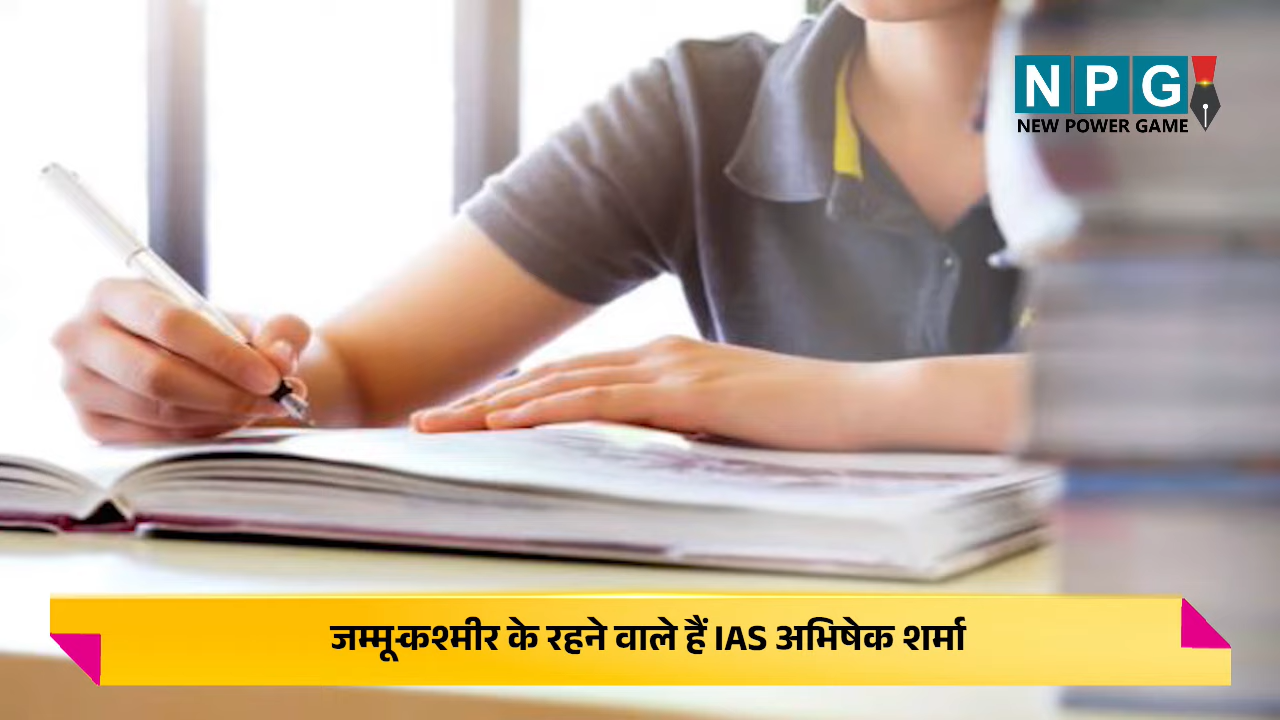 NPG
NEW POWER GAME
जम्मू-कश्मीर के रहने वाले हैं IAS अभिषेक शर्मा